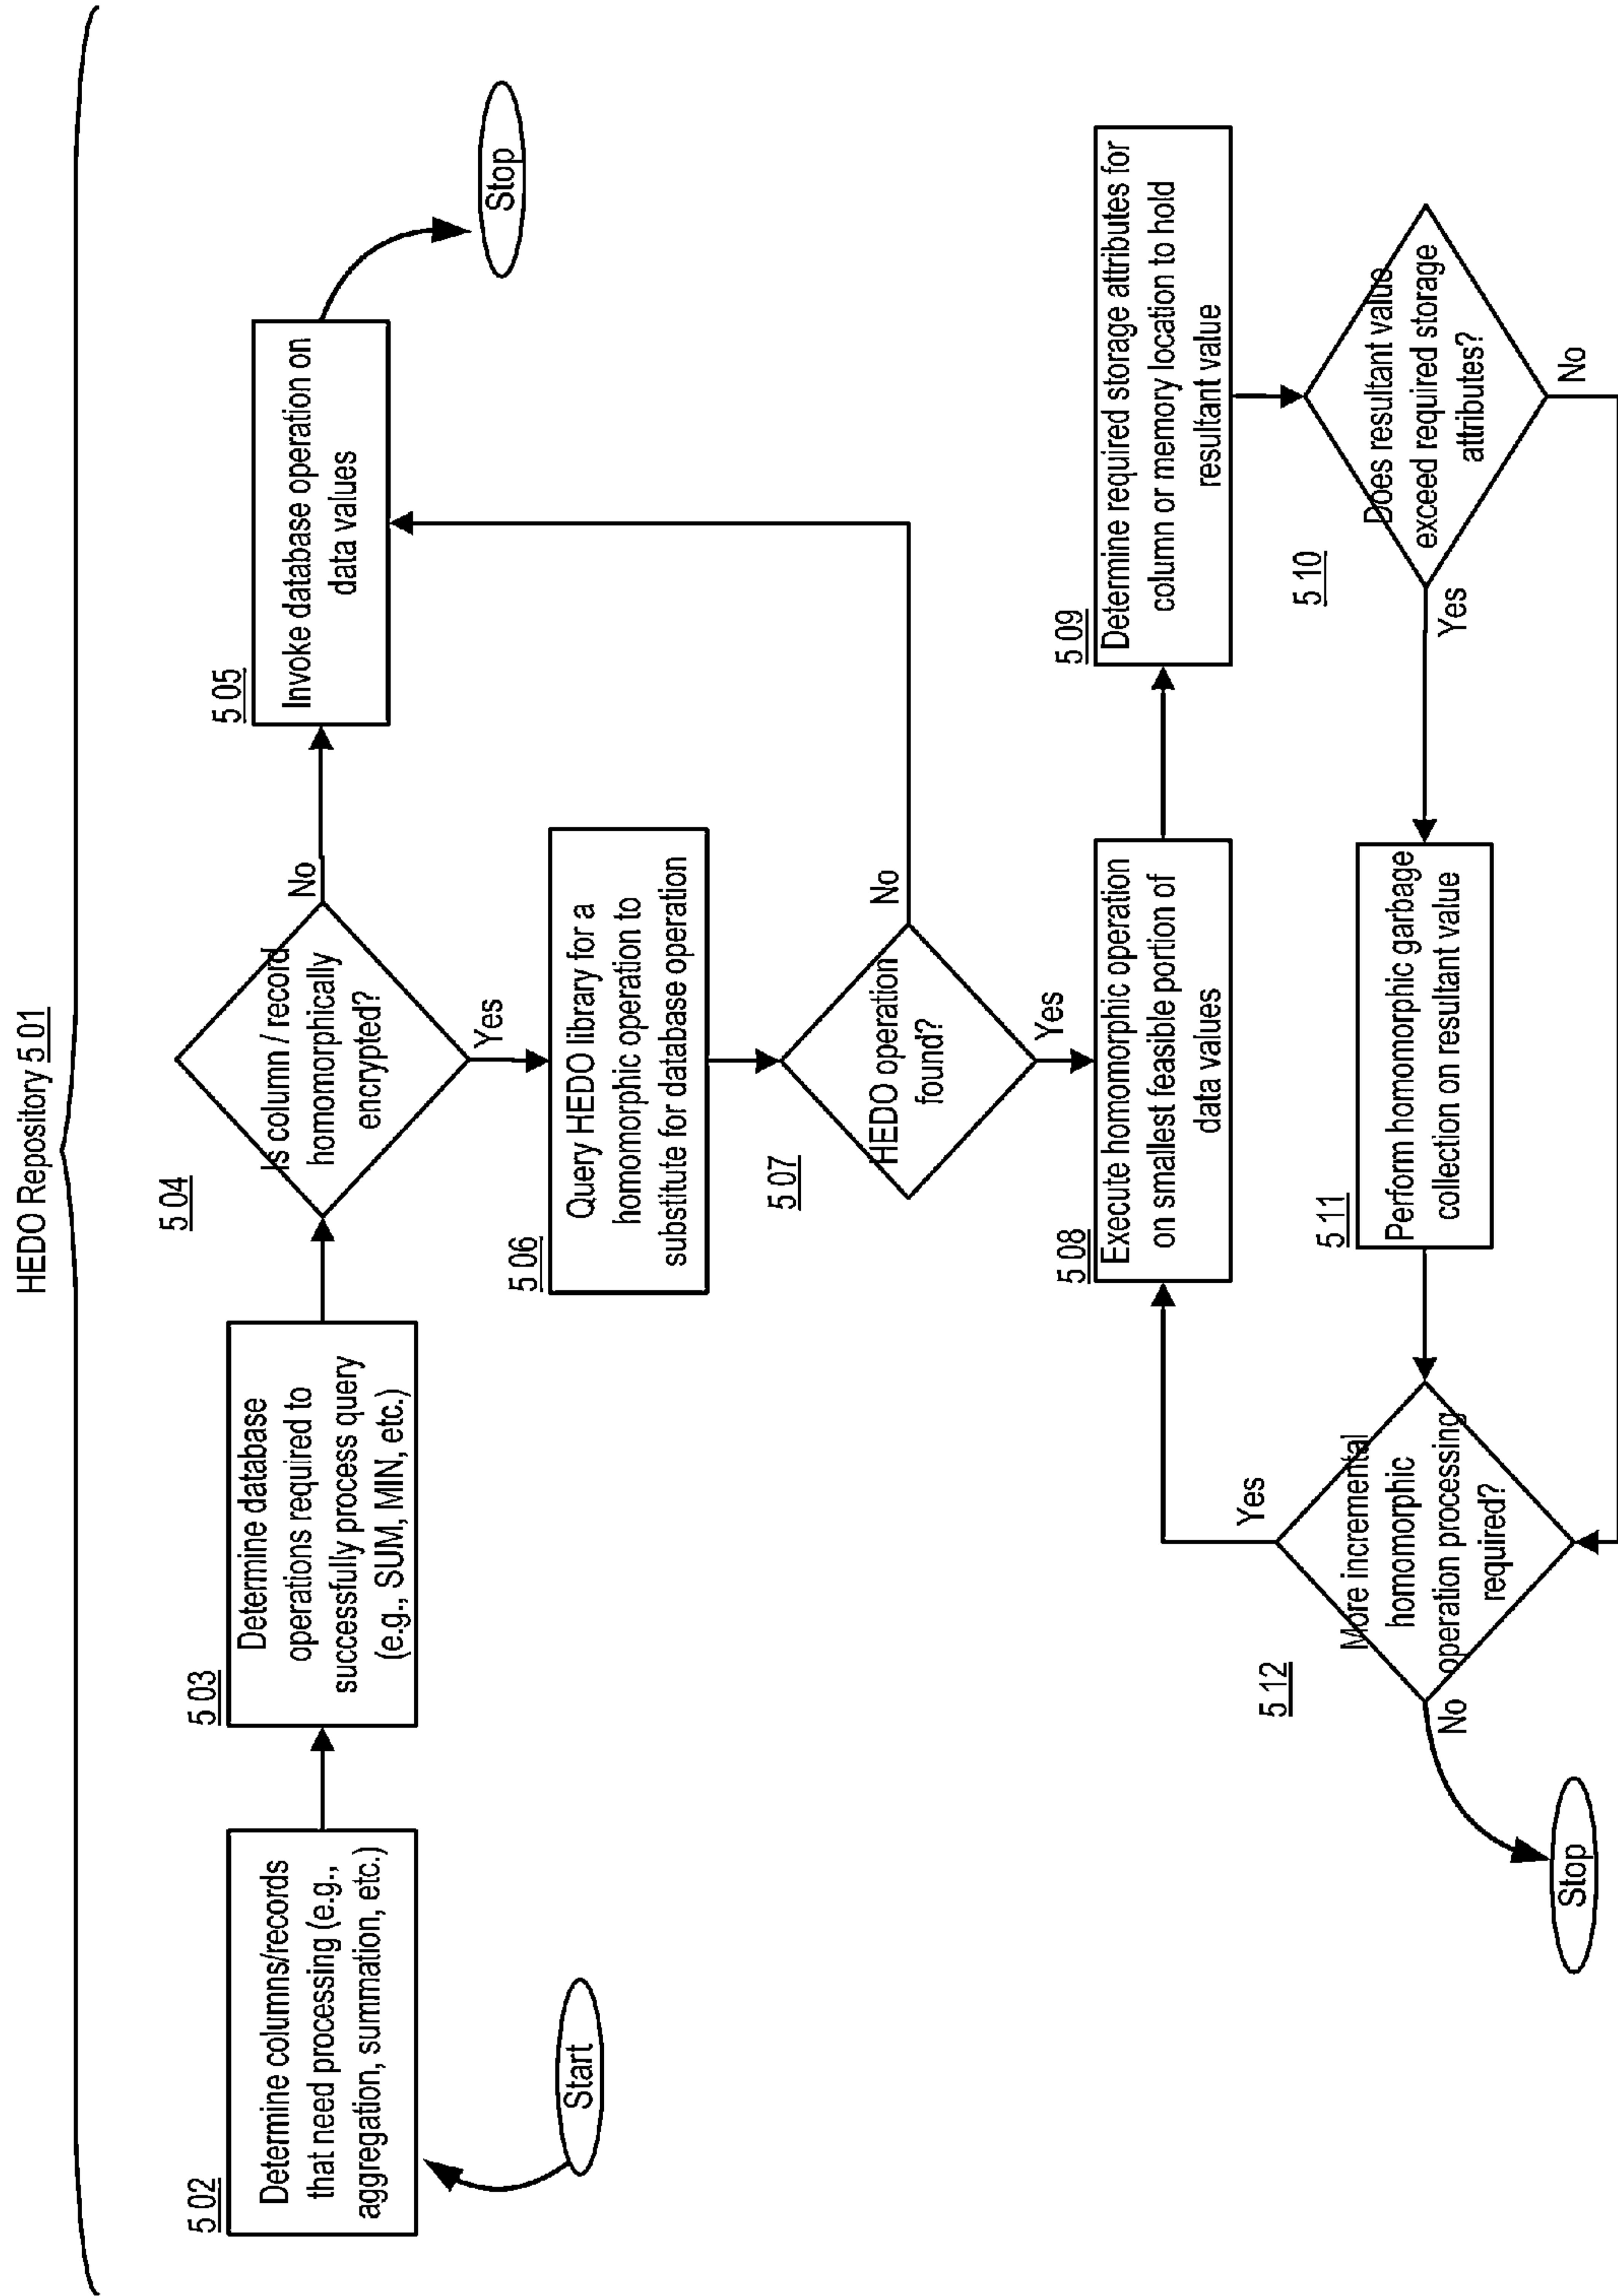 HEDO Repository 5 01
5 02
Determine columns/records
that need processing (e.g.,
aggregation, summation, etc.)
Start
5 03
Determine database
operations required to
successfully process query
(e.g., SUM, MIN, etc.)
5 04
Is column / record
homomorphically
encrypted?
No
Yes
5 05
Invoke database operation on
data values
Stop
5 06
Query HEDO library for a
homomorphic operation to
substitute for database operation
5 07
HEDO operation
found?
No
Yes
5 08
Execute homomorphic operation
on smallest feasible portion of
data values
5 09
Determine required storage attributes for
column or memory location to hold
resultant value
5 10
Does resultant value
exceed required storage
attributes?
Yes
No
5 11
Perform homomorphic garbage
collection on resultant value
5 12
More incremental
homomorphic
operation processing
required?
Yes
No
Stop